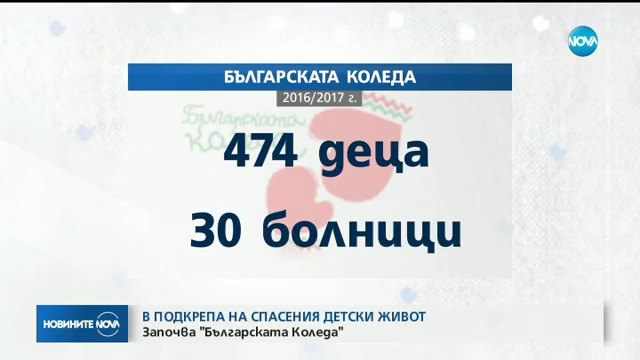 NOVA
БЪЛГАРСКАТА КОЛЕДА
2016/2017 г.
Българската
Коледа
474 деца
30 болници
НОВИНИТЕ NOVA
В ПОДКРЕПА НА СПАСЕНИЯ ДЕТСКИ ЖИВОТ
Започва "Българската Коледа"